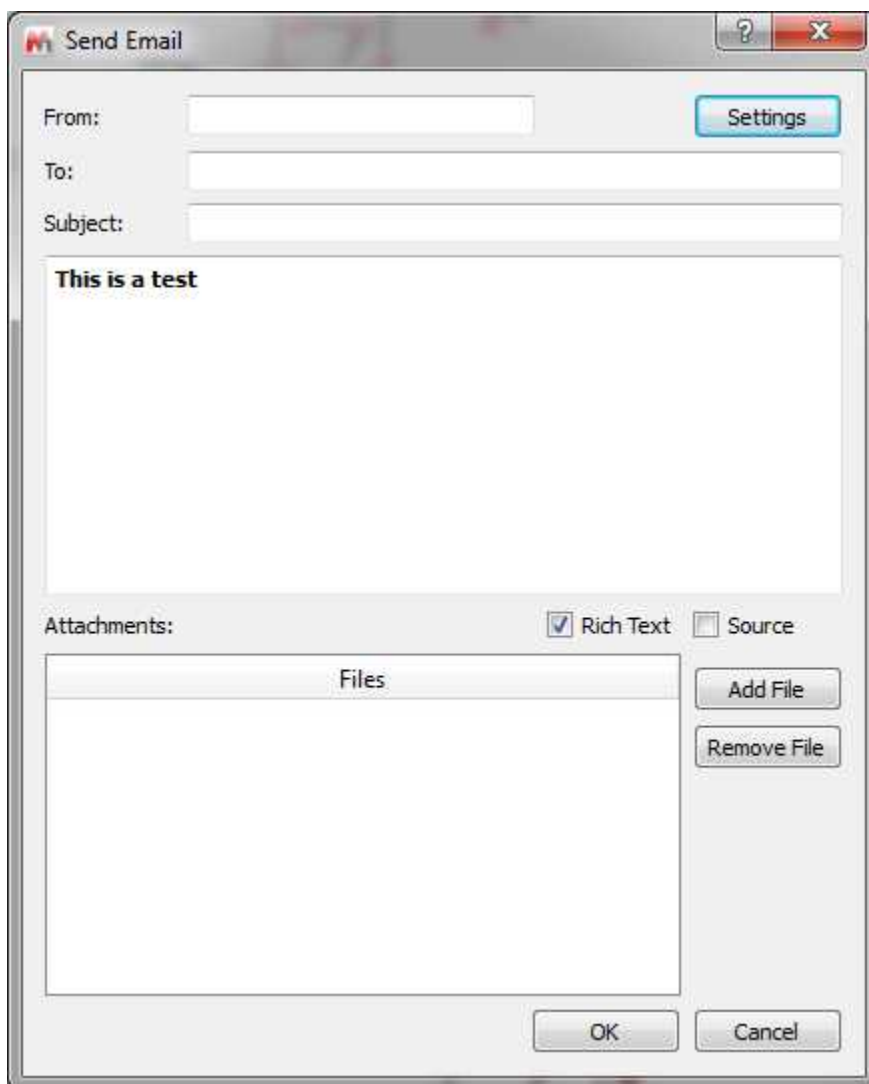 Send Email
From: Settings
To:
Subject:
This is a test
Attachments: Rich Text Source
Files
Add File
Remove File
OK Cancel